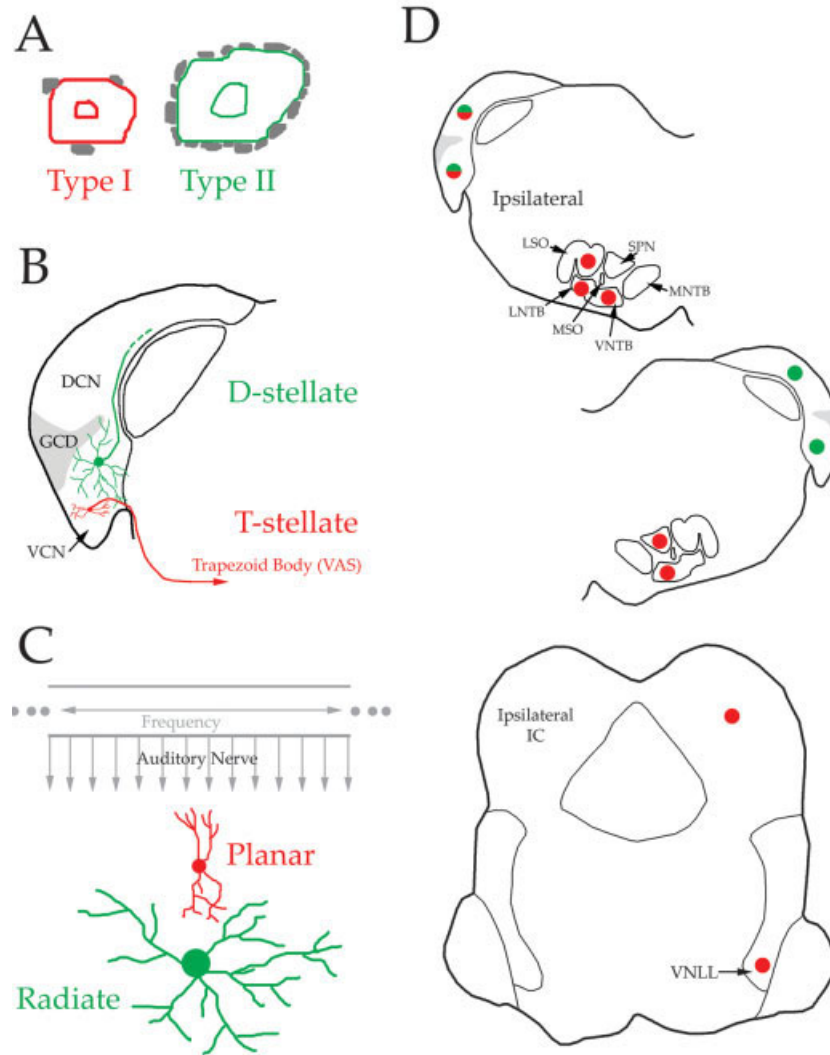 A
Type I
Type II
B
DCN
GCD
VCN
D-stellate
T-stellate
Trapezoid Body (VAS)
C
Frequency
Auditory Nerve
Planar
Radiate
D
Ipsilateral
LSO
SPN
LNTB
MSO
VNTB
MNTB
Ipsilateral
IC
VNLL